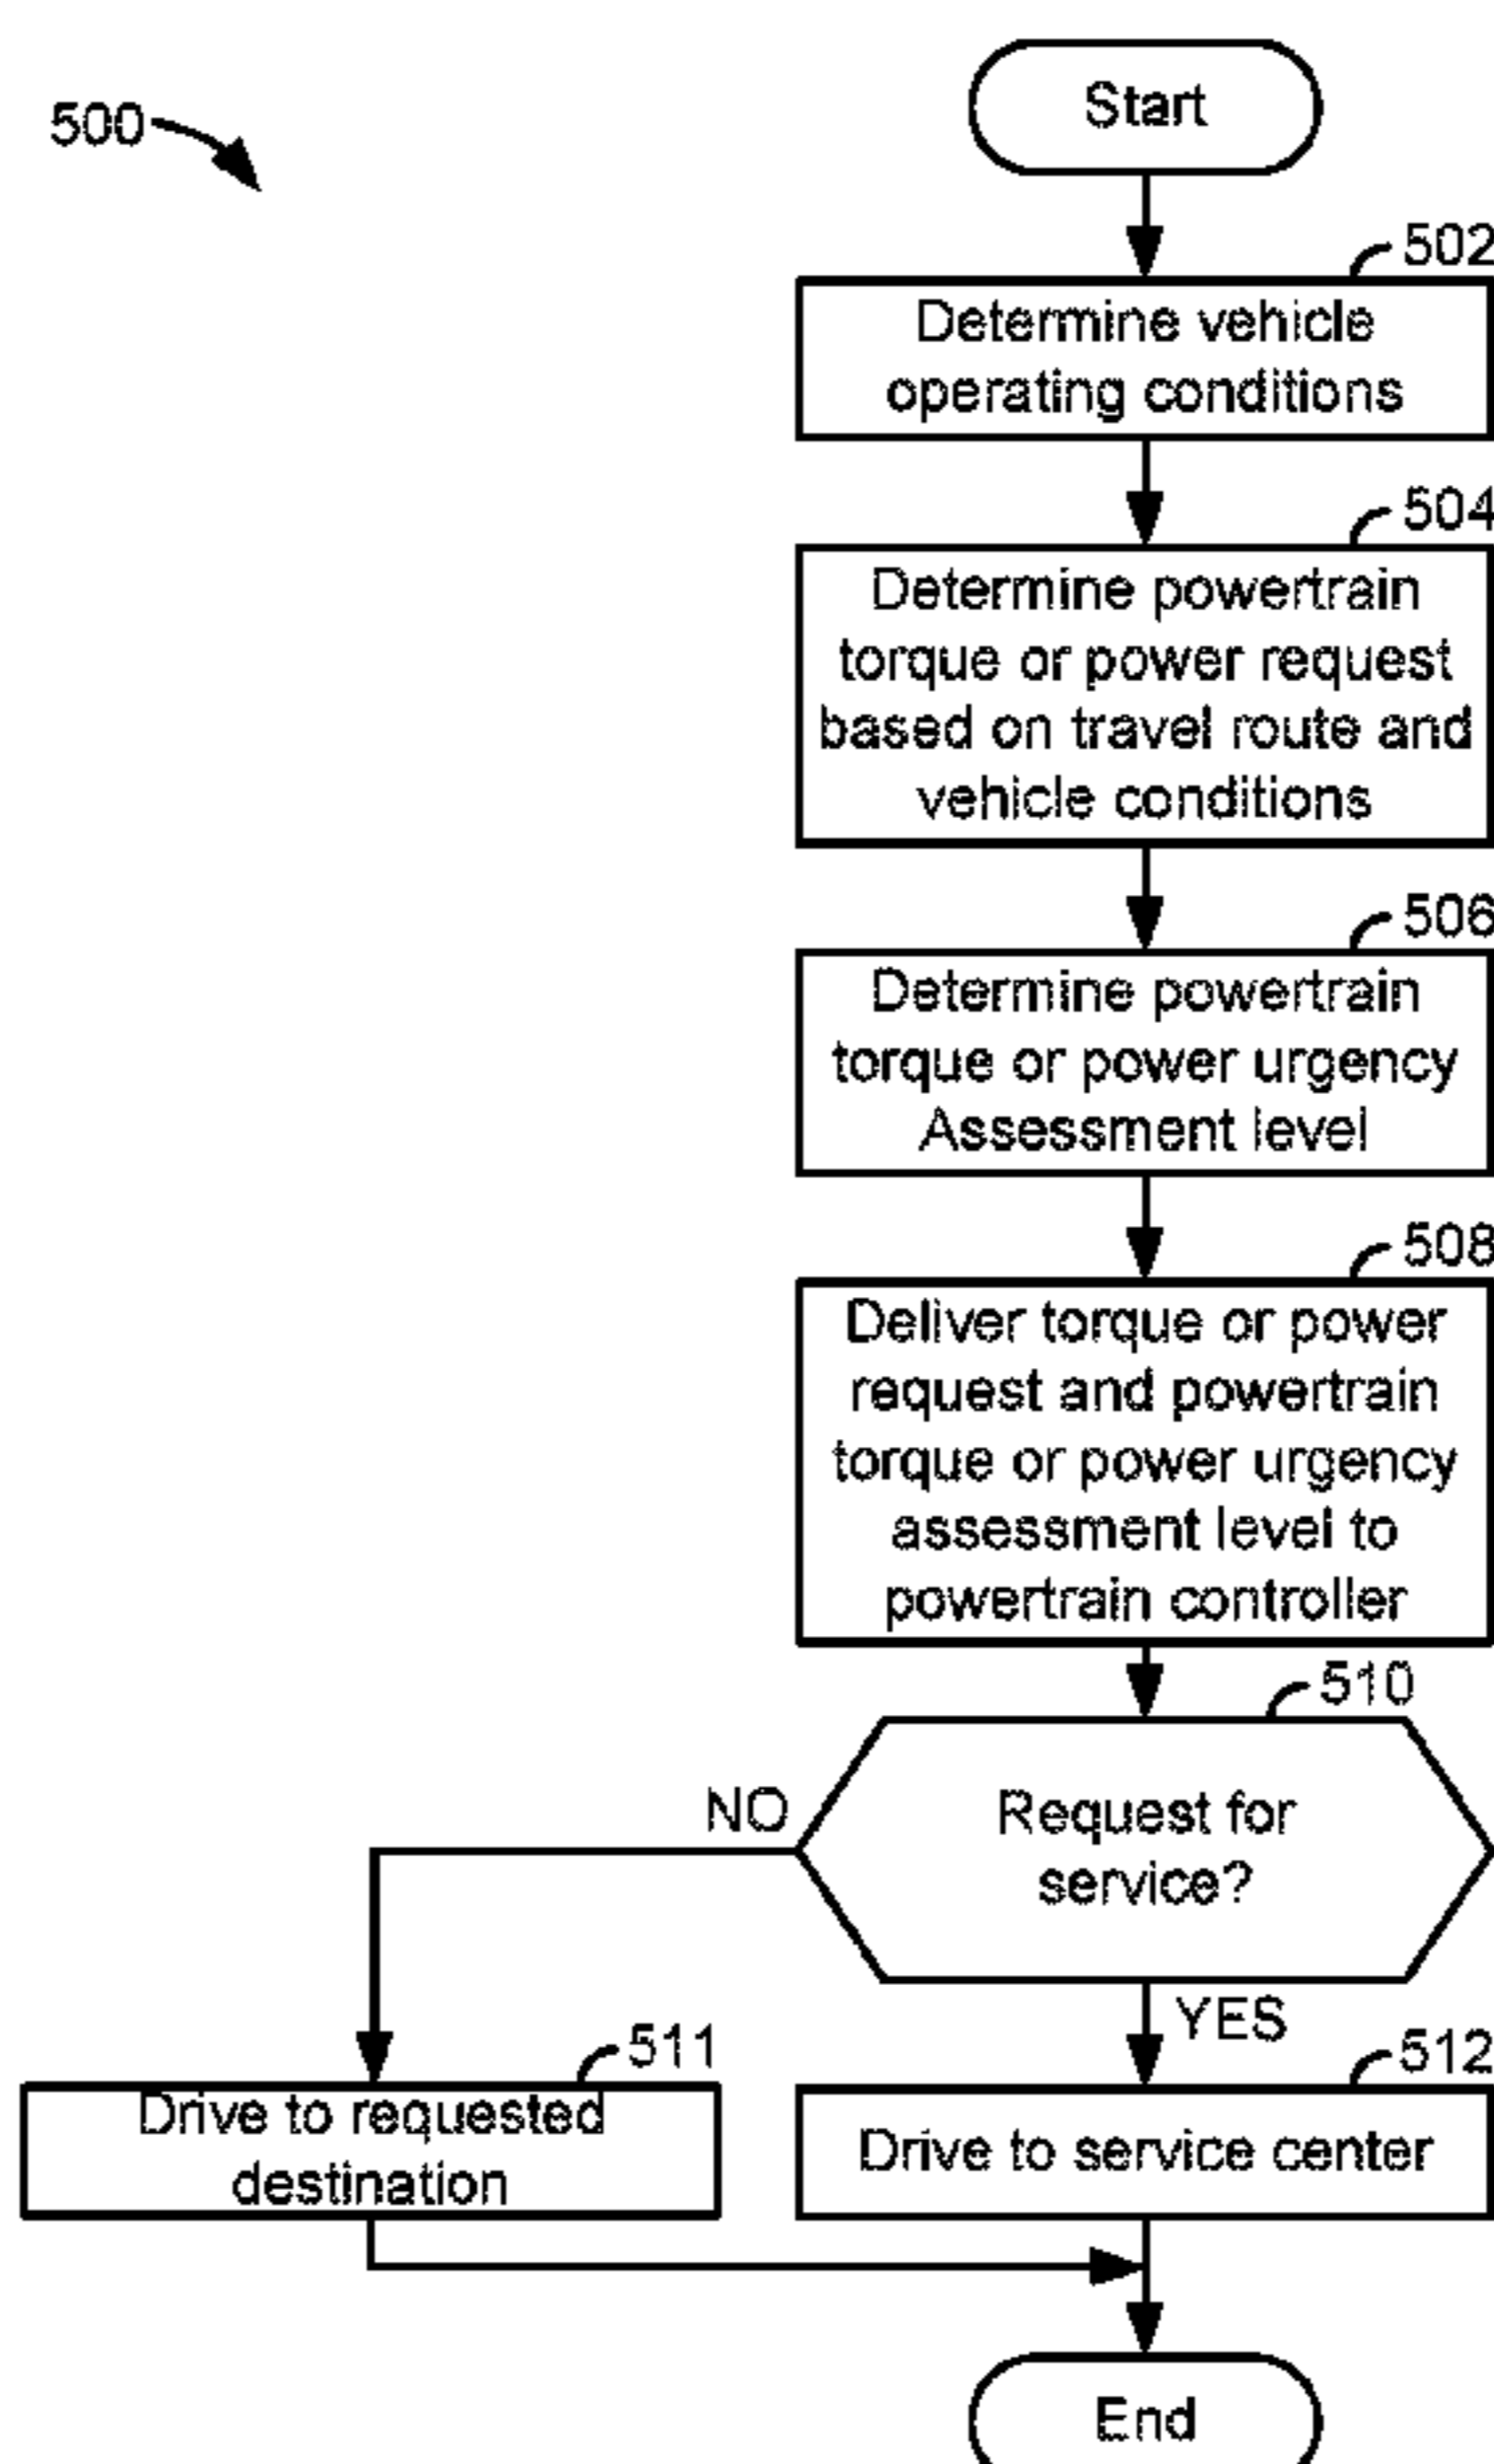 Start
500
502
Determine vehicle
operating conditions
504
Determine powertrain
torque or power request
based on travel route and
vehicle conditions
506
Determine powertrain
torque or power urgency
Assessment level
508
Deliver torque or power
request and powertrain
torque or power urgency
assessment level to
powertrain controller
510
NO
Request for
service?
YES
511
512
Drive to requested
destination
Drive to service center
End